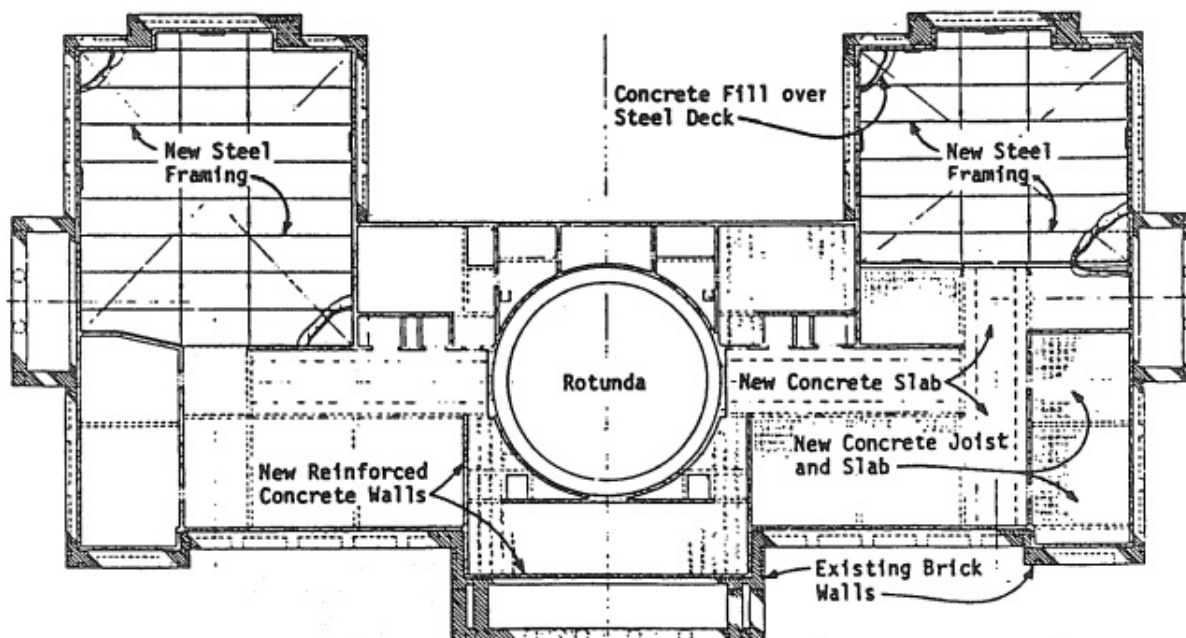 Concrete Fill over
Steel Deck
New Steel
Framing
New Steel
Framing
Rotunda
New Concrete Slab
New Concrete Joist
and Slab
New Reinforced
Concrete Walls
Existing Brick
Walls